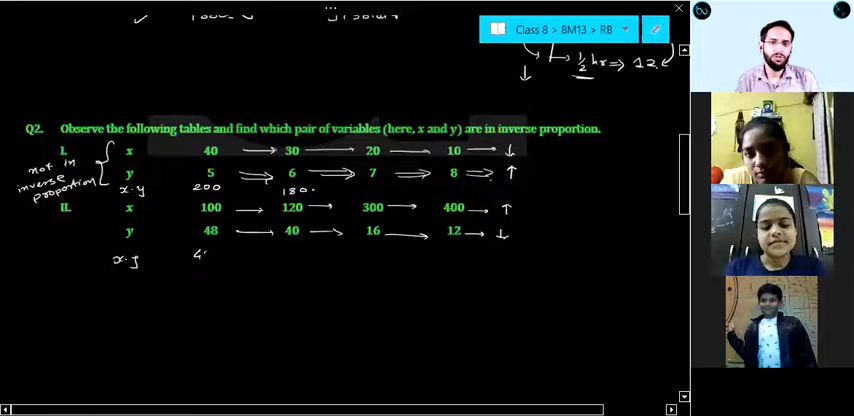 Class 8 > 8M13 > RB
1/2 hr ⇒ 12
↓
Q2. Observe the following tables and find which pair of variables (here, x and y) are in inverse proportion.
I. x 40 → 30 → 20 → 10 → ↓
not in inverse proportion
y 5 ⇒ 6 ⇒ 7 ⇒ 8 ⇒ ↑
x·y 200 180.
II. x 100 → 120 → 300 → 400 → ↑
y 48 → 40 → 16 → 12 → ↓
x·y 4